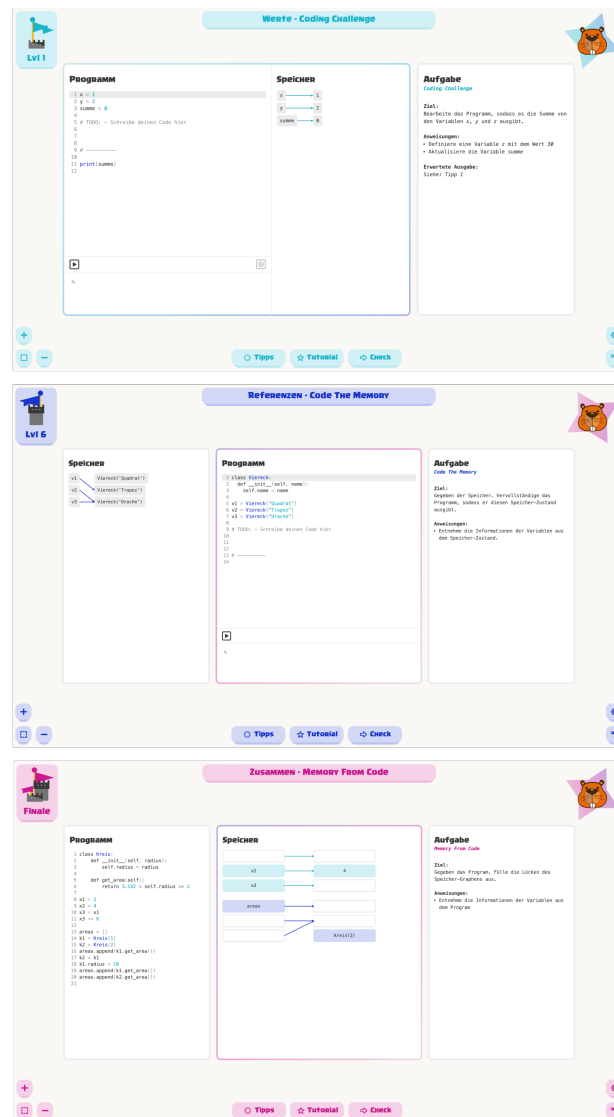 Werte - Coding Challenge
Lvl 1
Programm
1 x = 1
2 y = 2
3 summe = 0
4
5 # TODO: – Schreibe deinen Code hier
6
7
8
9 # ——————
10
11 print(summe)
12
%
Speicher
x 1
y 2
summe 0
Aufgabe
Coding Challenge
Ziel:
Bearbeite das Programm, sodass es die Summe von
den Variablen x, y und z ausgibt.
Anweisungen:
• Definiere eine Variable z mit dem Wert 30
• Aktualisiere die Variable summe
Erwartete Ausgabe:
Siehe: Tipp 1
Tipps
Tutorial
Check
Referenzen - Code The Memory
Lvl 6
Speicher
v1 Viereck("Quadrat")
v2 Viereck("Trapez")
v3 Viereck("Drache")
Programm
1 class Viereck:
2 def __init__(self, name):
3 self.name = name
4
5 v1 = Viereck("Quadrat")
6 v2 = Viereck("Trapez")
7 v3 = Viereck("Drache")
8
9 # TODO: – Schreibe deinen Code hier
10
11
12
13 # ——————
14
%
Aufgabe
Code The Memory
Ziel:
Gegeben der Speicher. Vervollständige das
Programm, sodass er diesen Speicher-Zustand
ausgibt.
Anweisungen:
• Entnehme die Informationen der Variablen aus
dem Speicher-Zustand.
Tipps
Tutorial
Check
Zusammen - Memory From Code
Finale
Programm
1 class Kreis:
2 def __init__(self, radius):
3 self.radius = radius
4
5 def get_area(self):
6 return 3.142 * self.radius ** 2
7
8 x1 = 2
9 x2 = 4
10 x3 = x1
11 x3 += 6
12
13 areas = []
14 k1 = Kreis(1)
15 k2 = Kreis(2)
16 areas.append(k1.get_area())
17 k2 = k1
18 k1.radius = 10
19 areas.append(k1.get_area())
20 areas.append(k2.get_area())
21
Speicher
x2 4
x3
areas
Kreis(2)
Aufgabe
Memory From Code
Ziel:
Gegeben das Program. Fülle die Lücken des
Speicher-Graphens aus.
Anweisungen:
• Entnehme die Informationen der Variablen aus
dem Program
Tipps
Tutorial
Check